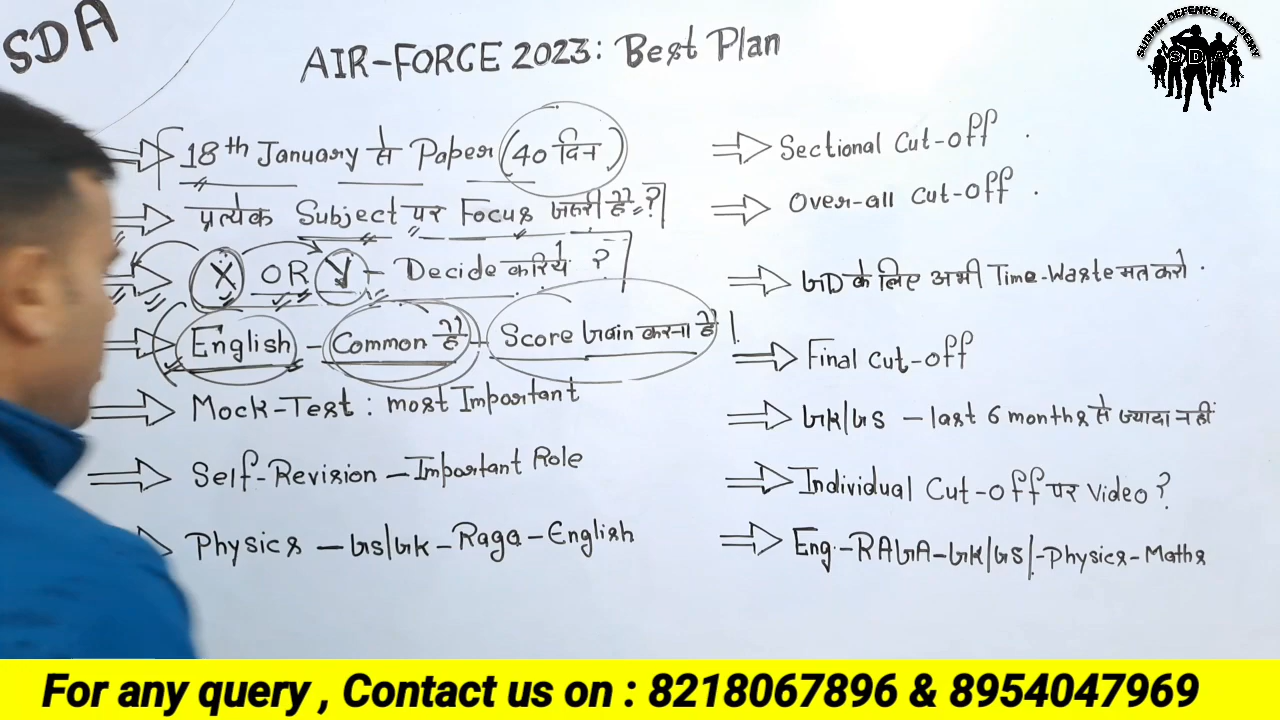 SDA
AIR-FORCE 2023: Best Plan
SUDHIR DEFENCE ACADEMY
SDA
18th January से Paper (40 दिन)
प्रत्येक Subject पर Focus जरुरी है ?
X OR Y - Decide करिये ?
English - Common है - Score Gain करना है
Mock-Test : most Important
Self-Revision - Important Role
Physics - GS/GK - Raga - English
Sectional Cut-off
Over-all Cut-off
GD के लिए अभी Time-Waste मत करो
Final Cut-off
GK/GS - last 6 months से ज्यादा नहीं
Individual Cut-off पर Video ?
Eng.-RAGA-GK/GS/-Physics-Maths
For any query , Contact us on : 8218067896 & 8954047969